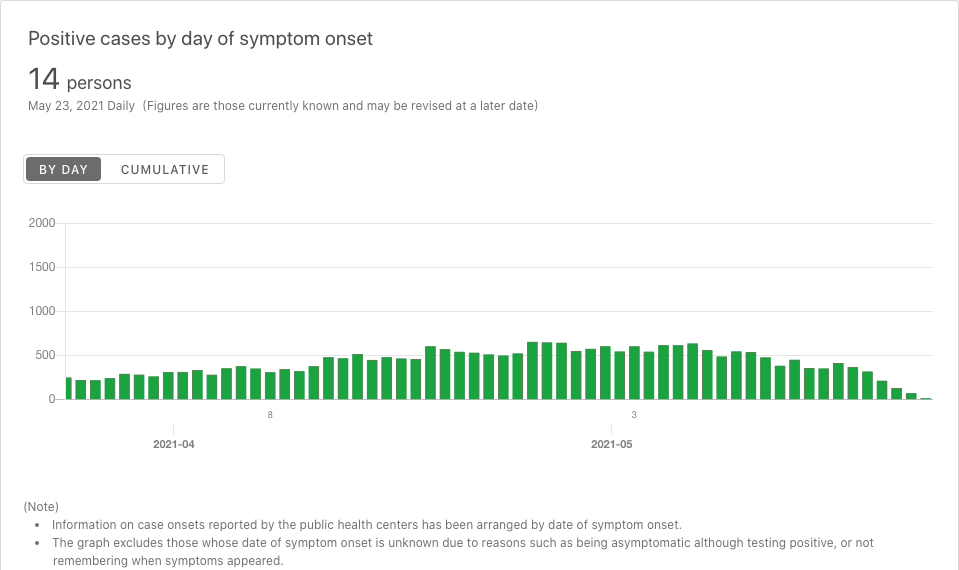 Positive cases by day of symptom onset
14 persons
May 23, 2021 Daily (Figures are those currently known and may be revised at a later date)
BY DAY CUMULATIVE
2000
1500
1000
500
0
8 3
2021-04 2021-05
(Note)
• Information on case onsets reported by the public health centers has been arranged by date of symptom onset.
• The graph excludes those whose date of symptom onset is unknown due to reasons such as being asymptomatic although testing positive, or not
remembering when symptoms appeared.